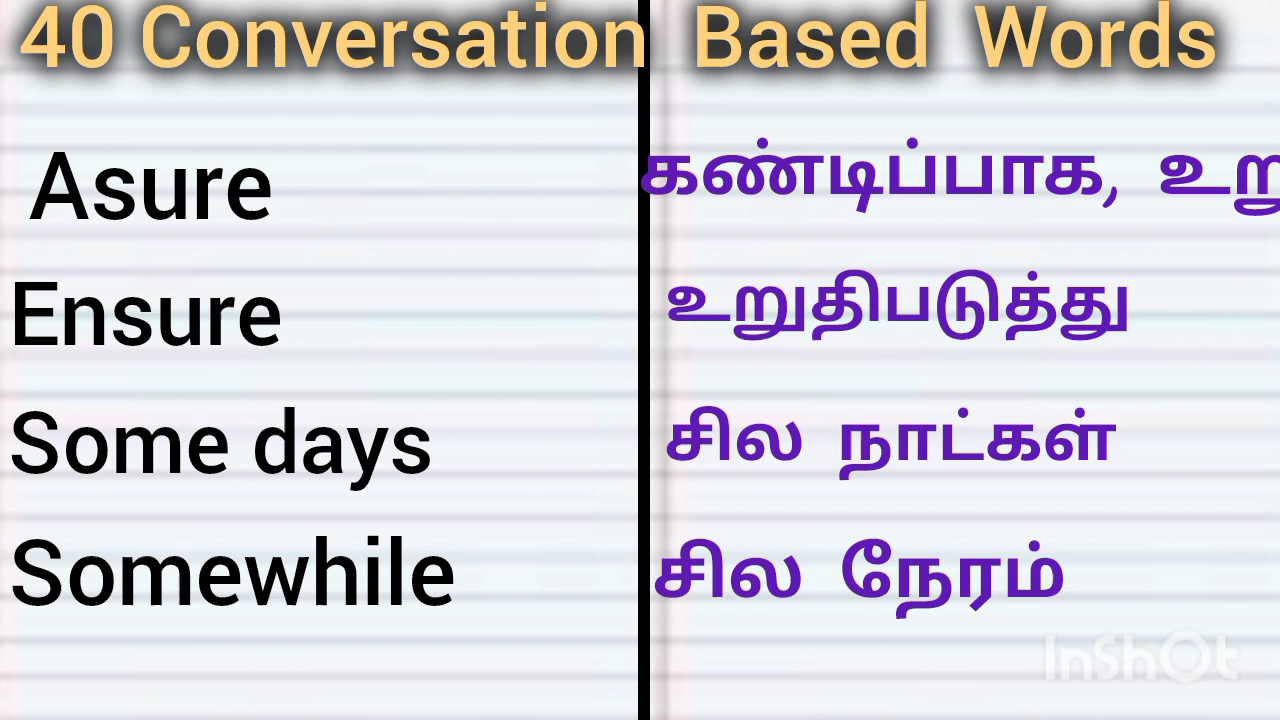 40 Conversation Based Words
Asure கண்டிப்பாக,
Ensure உறுதிபடுத்து
Some days சில நாட்கள்
Somewhile சில நேரம்
InShOt